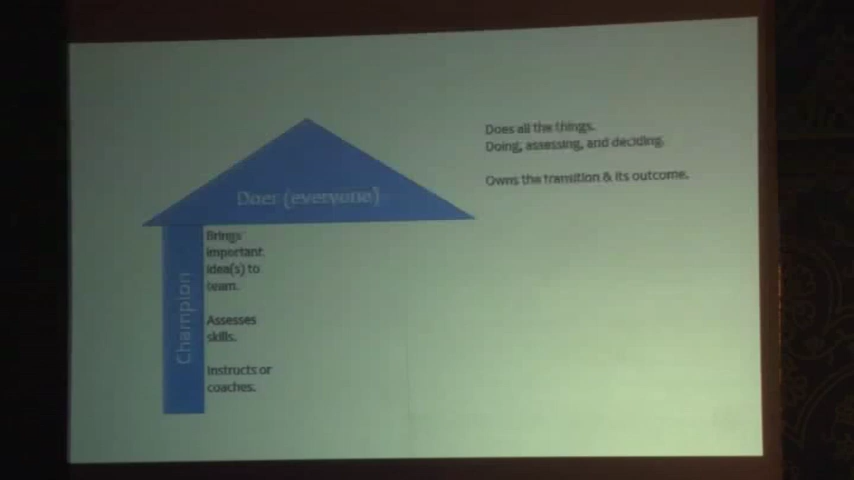 Does all the things.
Doing, assessing, and deciding.
Owns the transition & its outcome.
Doer (everyone)
Champion
Brings
important
idea(s) to
team.
Assesses
skills.
Instructs or
coaches.